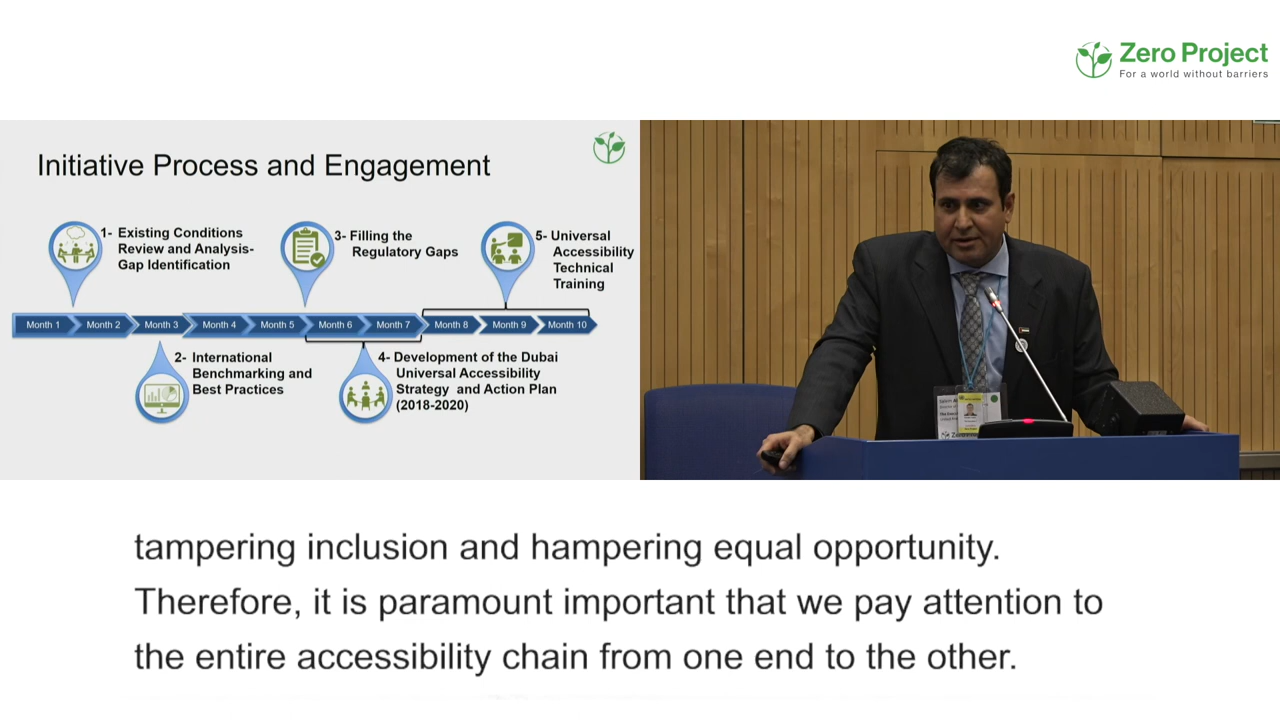 Zero Project
For a world without barriers
Initiative Process and Engagement
1- Existing Conditions
Review and Analysis-
Gap Identification
3- Filling the
Regulatory Gaps
5- Universal
Accessibility
Technical
Training
Month 1
Month 2
Month 3
Month 4
Month 5
Month 6
Month 7
Month 8
Month 9
Month 10
2- International
Benchmarking and
Best Practices
4- Development of the Dubai
Universal Accessibility
Strategy and Action Plan
(2018-2020)
tampering inclusion and hampering equal opportunity.
Therefore, it is paramount important that we pay attention to
the entire accessibility chain from one end to the other.